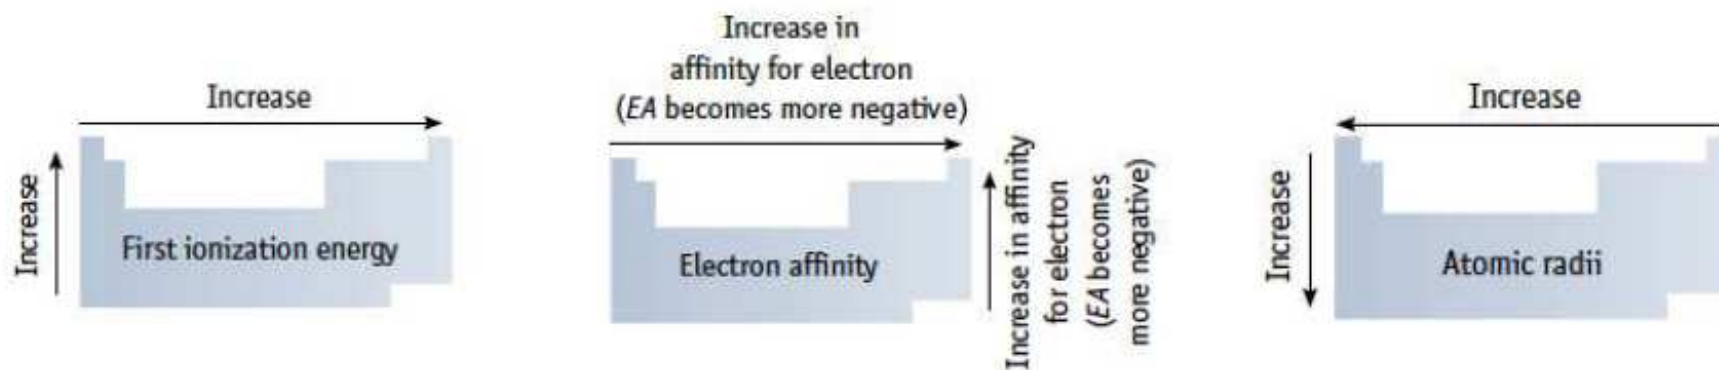 Increase
Increase
First ionization energy
Increase in
affinity for electron
(EA becomes more negative)
Electron affinity
Increase in affinity
for electron
(EA becomes
more negative)
Increase
Increase
Atomic radii